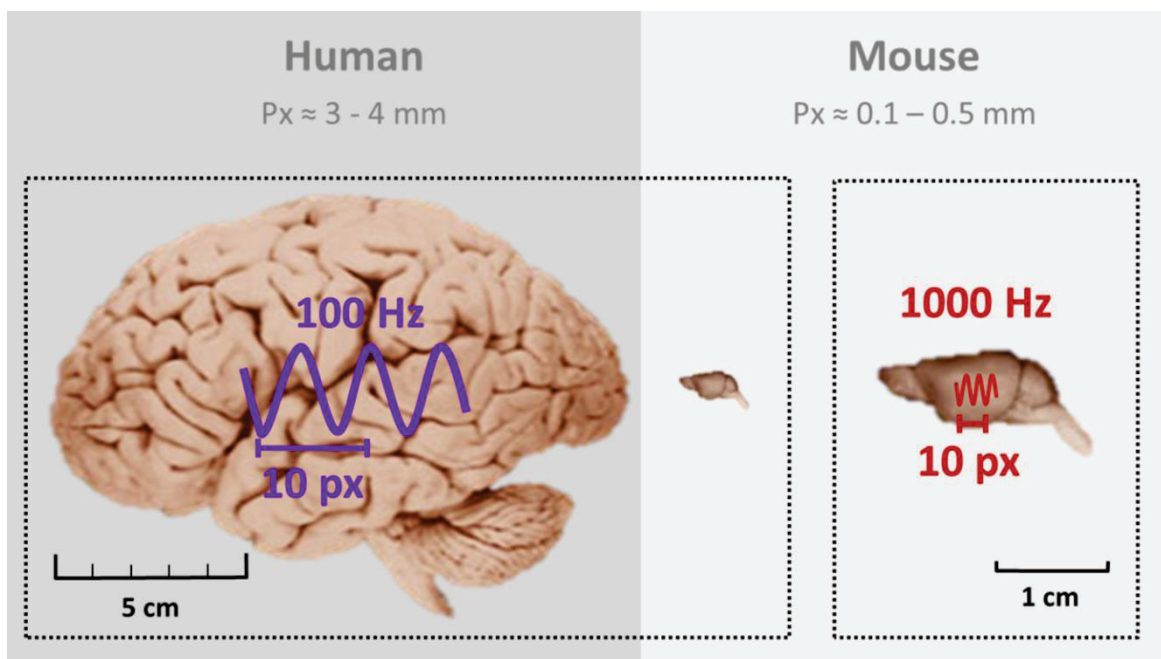 Human
Px ≈ 3 - 4 mm
Mouse
Px ≈ 0.1 – 0.5 mm
100 Hz
10 px
5 cm
1000 Hz
10 px
1 cm